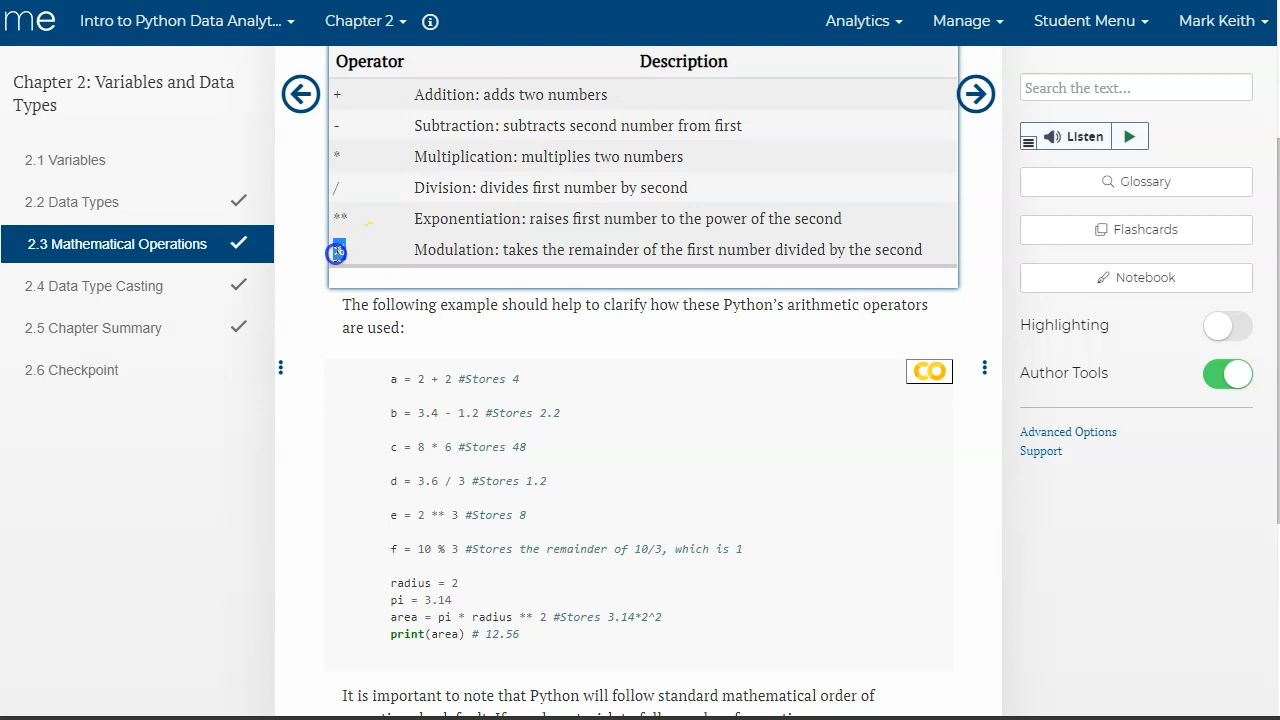 me Intro to Python Data Analyt... Chapter 2 Analytics Manage Student Menu Mark Keith
Chapter 2: Variables and Data
Types
2.1 Variables
2.2 Data Types
2.3 Mathematical Operations
2.4 Data Type Casting
2.5 Chapter Summary
2.6 Checkpoint
Operator Description
+ Addition: adds two numbers
- Subtraction: subtracts second number from first
* Multiplication: multiplies two numbers
/ Division: divides first number by second
** Exponentiation: raises first number to the power of the second
% Modulation: takes the remainder of the first number divided by the second
The following example should help to clarify how these Python’s arithmetic operators
are used:
CO
a = 2 + 2 #Stores 4
b = 3.4 - 1.2 #Stores 2.2
c = 8 * 6 #Stores 48
d = 3.6 / 3 #Stores 1.2
e = 2 ** 3 #Stores 8
f = 10 % 3 #Stores the remainder of 10/3, which is 1
radius = 2
pi = 3.14
area = pi * radius ** 2 #Stores 3.14*2^2
print(area) # 12.56
It is important to note that Python will follow standard mathematical order of
Search the text...
Listen
Glossary
Flashcards
Notebook
Highlighting
Author Tools
Advanced Options
Support